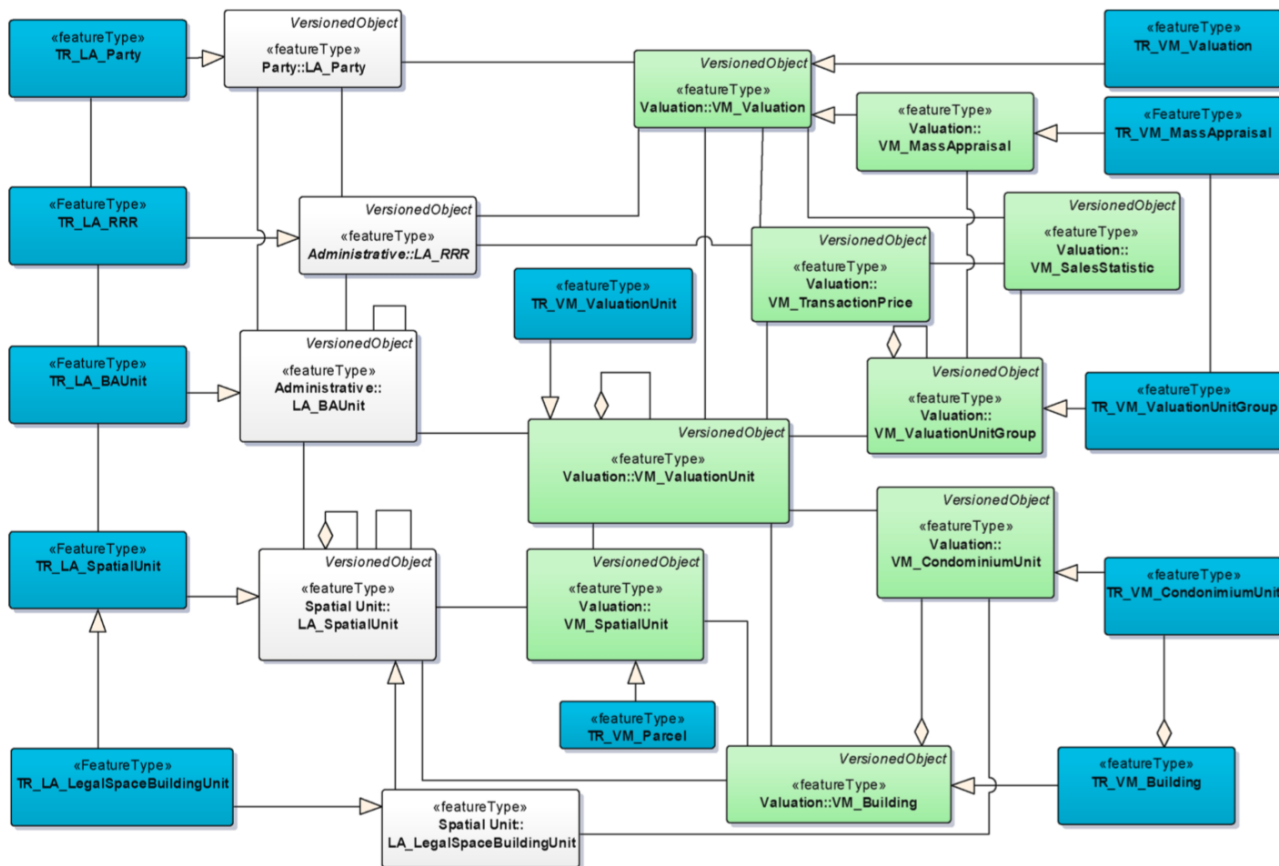 «featureType»
TR_LA_Party
VersionedObject
«featureType»
Party::LA_Party
VersionedObject
«featureType»
Valuation::VM_Valuation
«featureType»
TR_VM_Valuation
VersionedObject
«featureType»
Valuation::
VM_MassAppraisal
«FeatureType»
TR_VM_MassAppraisal
«FeatureType»
TR_LA_RRR
VersionedObject
«featureType»
Administrative::LA_RRR
VersionedObject
«featureType»
Valuation::
VM_SalesStatistic
VersionedObject
«featureType»
Valuation::
VM_TransactionPrice
«featureType»
TR_VM_ValuationUnit
«FeatureType»
TR_LA_BAUnit
VersionedObject
«featureType»
Administrative::
LA_BAUnit
VersionedObject
«featureType»
Valuation::
VM_ValuationUnitGroup
«featureType»
TR_VM_ValuationUnitGroup
VersionedObject
«featureType»
Valuation::VM_ValuationUnit
VersionedObject
«featureType»
Valuation::
VM_CondominiumUnit
«FeatureType»
TR_LA_SpatialUnit
VersionedObject
«featureType»
Spatial Unit::
LA_SpatialUnit
VersionedObject
«featureType»
Valuation::
VM_SpatialUnit
«featureType»
TR_VM_CondonimiumUnit
«featureType»
TR_VM_Parcel
«FeatureType»
TR_LA_LegalSpaceBuildingUnit
VersionedObject
«featureType»
Valuation::VM_Building
«featureType»
TR_VM_Building
«featureType»
Spatial Unit::
LA_LegalSpaceBuildingUnit